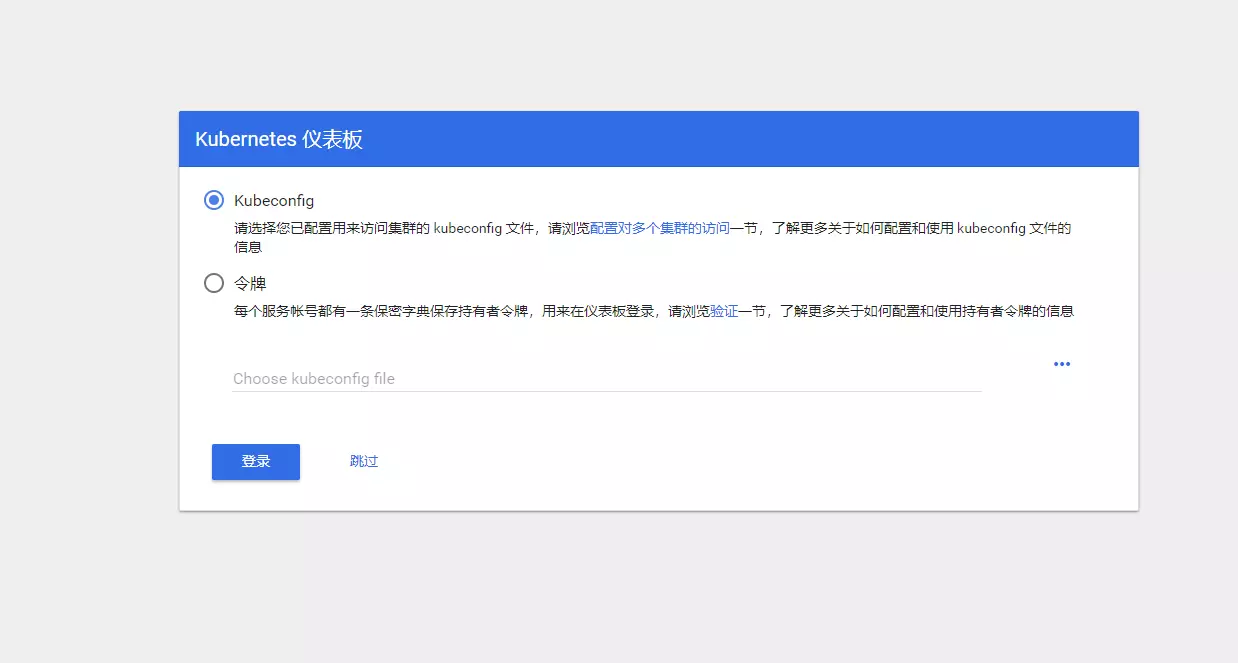 Kubernetes 仪表板
Kubeconfig
请选择您已配置用来访问集群的 kubeconfig 文件，请浏览配置对多个集群的访问一节，了解更多关于如何配置和使用 kubeconfig 文件的
信息
令牌
每个服务帐号都有一条保密字典保存持有者令牌，用来在仪表板登录，请浏览验证一节，了解更多关于如何配置和使用持有者令牌的信息
Choose kubeconfig file
登录 跳过